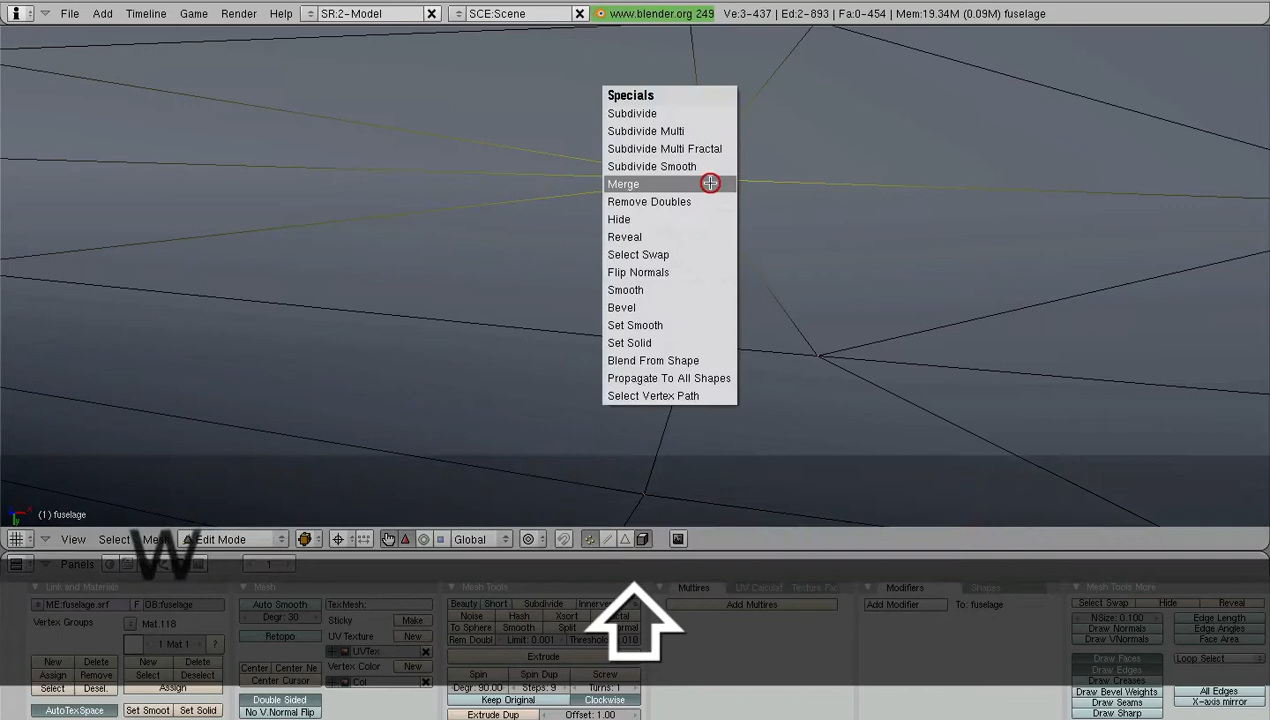 File Add Timeline Game Render Help SR:2-Model SCE:Scene www.blender.org 249 Ve:3-437 | Ed:2-893 | Fa:0-454 | Mem:19.34M (0.09M) fuselage
Specials
Subdivide
Subdivide Multi
Subdivide Multi Fractal
Subdivide Smooth
Merge
Remove Doubles
Hide
Reveal
Select Swap
Flip Normals
Smooth
Bevel
Set Smooth
Set Solid
Blend From Shape
Propagate To All Shapes
Select Vertex Path
(1) fuselage
View Select Edit Mode Global
W
Panels 1
Link and Materials Mesh Mesh Tools Multires Modifiers Shapes Mesh Tools More
ME:fuselage.srf F OB:fuselage Auto Smooth TexMesh: Beauty Short Subdivide Add Multires Add Modifier To: fuselage Select Swap Hide Reveal
Vertex Groups Mat.118 Degr: 30 Sticky Make Noise Hash Xsort NSize: 0.100 Edge Length
1 Mat 1 ? Retopo UV Texture New To Sphere Smooth Split Draw Normals Edge Angles
Rem Doubl Limit: 0.001 Draw VNormals Face Area
New Delete New Delete UVTex Extrude Draw Faces Loop Select
Assign Remove Select Deselect Center Center Ne Vertex Color New Spin Spin Dup Screw Draw Edges
Select Desel. Assign Center Cursor Col Degr: 90.00 Steps: 9 Turns: 1 Draw Creases
Double Sided Keep Original Clockwise Draw Bevel Weights All Edges
AutoTexSpace Set Smoot Set Solid No V.Normal Flip Extrude Dup Offset: 1.00 Draw Seams X-axis mirror
Draw Sharp